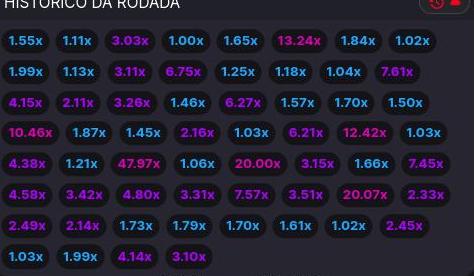 HISTÓRICO DA RODADA
1.55x 1.11x 3.03x 1.00x 1.65x 13.24x 1.84x 1.02x
1.99x 1.13x 3.11x 6.75x 1.25x 1.18x 1.04x 7.61x
4.15x 2.11x 3.26x 1.46x 6.27x 1.57x 1.70x 1.50x
10.46x 1.87x 1.45x 2.16x 1.03x 6.21x 12.42x 1.03x
4.38x 1.21x 47.97x 1.06x 20.00x 3.15x 1.66x 7.45x
4.58x 3.42x 4.80x 3.31x 7.57x 3.51x 20.07x 2.33x
2.49x 2.14x 1.73x 1.79x 1.70x 1.61x 1.02x 2.45x
1.03x 1.99x 4.14x 3.10x